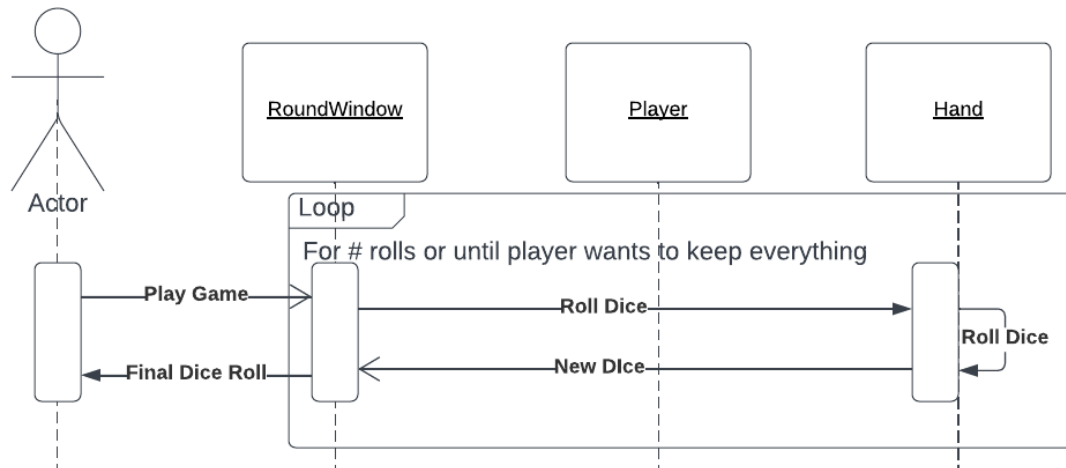 RoundWindow
Player
Hand
Actor
Loop
For # rolls or until player wants to keep everything
Play Game
Roll Dice
Roll Dice
Final Dice Roll
New DIce